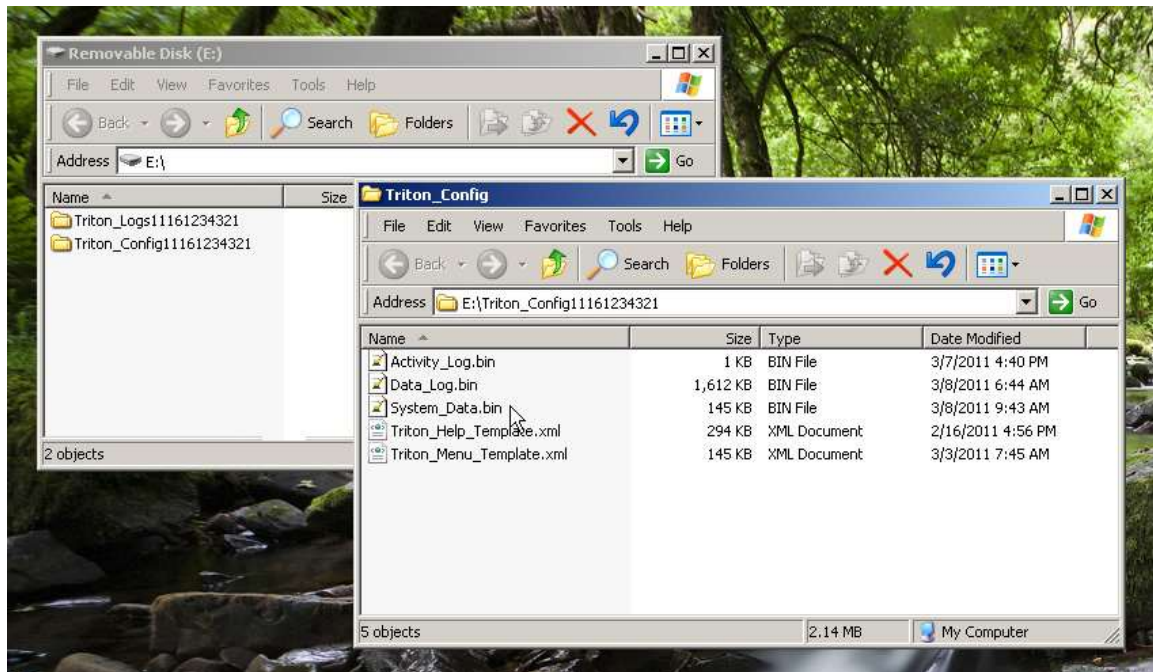 Removable Disk (E:)
File Edit View Favorites Tools Help
Back Search Folders
Address E:\ Go
Name Size
Triton_Logs11161234321
Triton_Config11161234321
2 objects
Triton_Config
File Edit View Favorites Tools Help
Back Search Folders
Address E:\Triton_Config11161234321 Go
Name Size Type Date Modified
Activity_Log.bin 1 KB BIN File 3/7/2011 4:40 PM
Data_Log.bin 1,612 KB BIN File 3/8/2011 6:44 AM
System_Data.bin 145 KB BIN File 3/8/2011 9:43 AM
Triton_Help_Template.xml 294 KB XML Document 2/16/2011 4:56 PM
Triton_Menu_Template.xml 145 KB XML Document 3/3/2011 7:45 AM
5 objects 2.14 MB My Computer